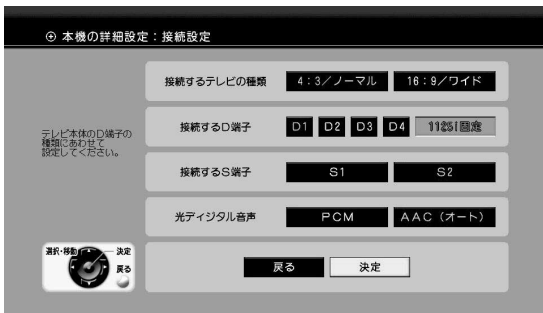 ⊕ 本機の詳細設定:接続設定
接続するテレビの種類 4:3/ノーマル 16:9/ワイド
テレビ本体のD端子の
種類にあわせて
設定してください。
接続するD端子 D1 D2 D3 D4 1125i固定
接続するS端子 S1 S2
光ディジタル音声 PCM AAC(オート)
選択・移動 決定
戻る
戻る 決定